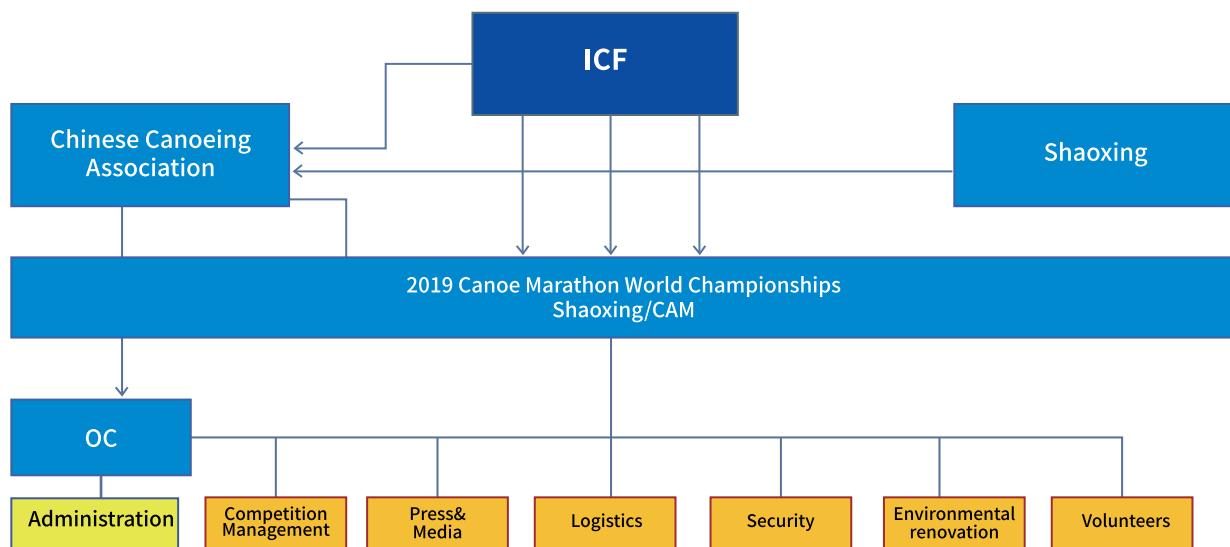 ICF
Chinese Canoeing
Association
Shaoxing
2019 Canoe Marathon World Championships
Shaoxing/CAM
OC
Administration
Competition
Management
Press&
Media
Logistics
Security
Environmental
renovation
Volunteers